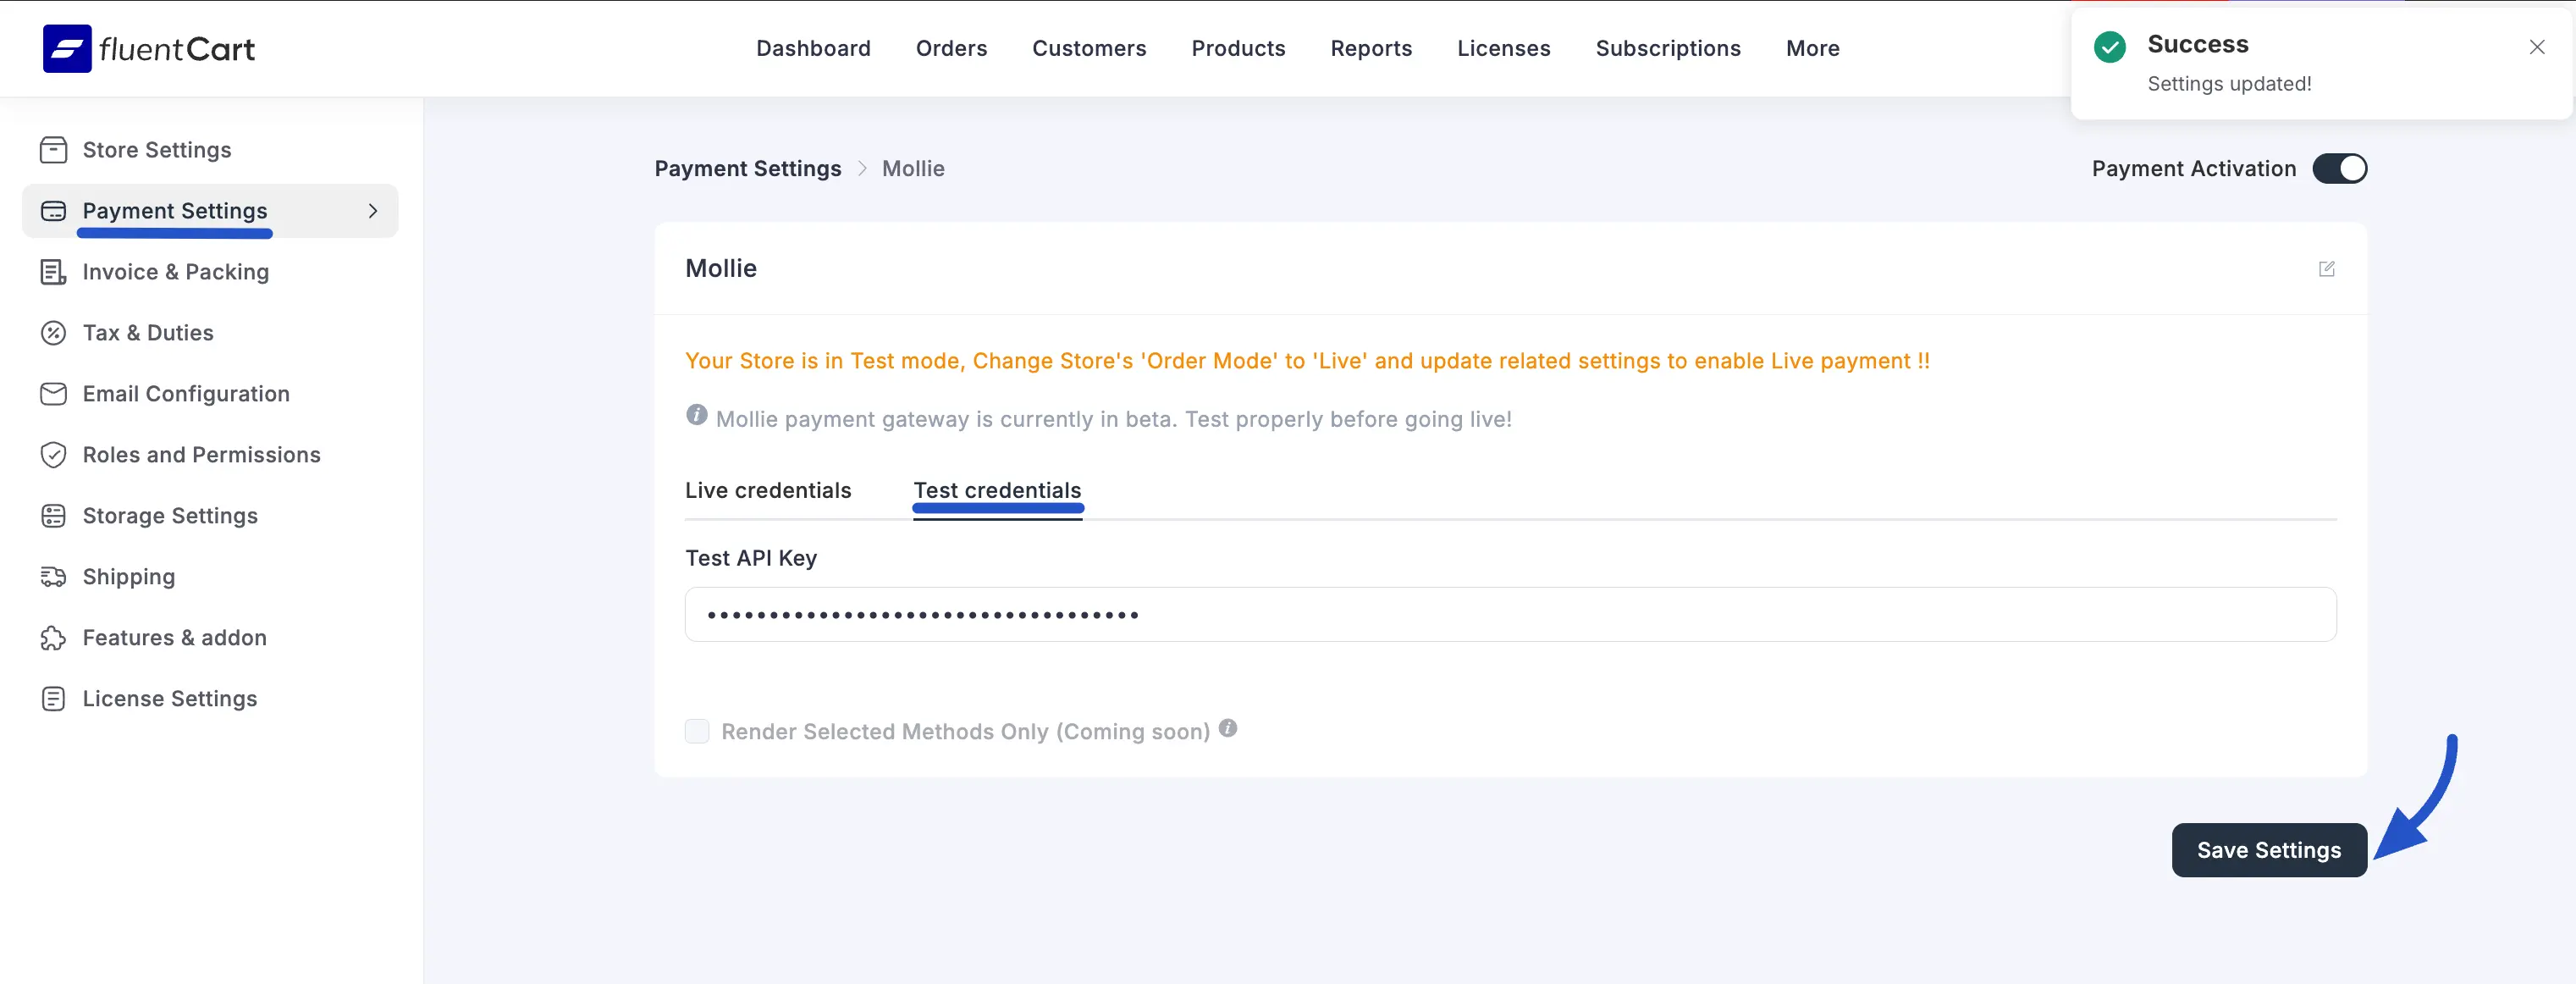 fluentCart
Dashboard Orders Customers Products Reports Licenses Subscriptions More
Success
Settings updated!
Store Settings
Payment Settings
Invoice & Packing
Tax & Duties
Email Configuration
Roles and Permissions
Storage Settings
Shipping
Features & addon
License Settings
Payment Settings > Mollie
Payment Activation
Mollie
Your Store is in Test mode, Change Store's 'Order Mode' to 'Live' and update related settings to enable Live payment !!
Mollie payment gateway is currently in beta. Test properly before going live!
Live credentials Test credentials
Test API Key
•••••••••••••••••••••••••••••••••••
Render Selected Methods Only (Coming soon)
Save Settings